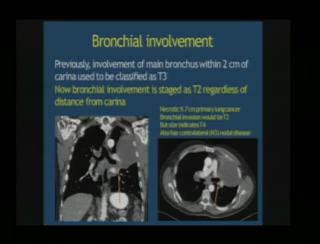 Bronchial involvement
Previously, involvement of main bronchus within 2 cm of
carina used to be classified as T3
Now bronchial involvement is staged as T2 regardless of
distance from carina
Necrotic 9.7 cm primary lung cancer
Bronchial invasion would be T2
But size indicates T4
Also has contralateral (N3) nodal disease